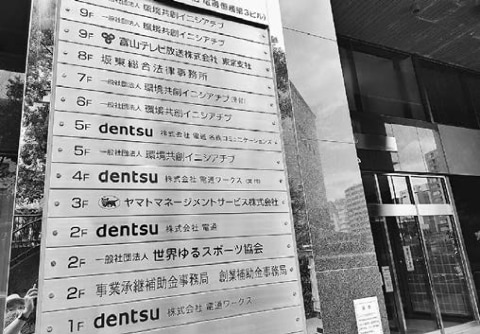 電通恒産第3ビル)
9F 一般社団法人 環境共創イニシアチブ
9F 富山テレビ放送株式会社 東京支社
8F 坂東総合法律事務所
7F 一般社団法人 環境共創イニシアチブ
6F 一般社団法人 環境共創イニシアチブ
5F dentsu 株式会社 電通 名鉄コミュニケーションズ
5F 一般社団法人 環境共創イニシアチブ
4F dentsu 株式会社 電通ワークス
3F ヤマトマネージメントサービス株式会社
2F dentsu 株式会社 電通
2F 一般社団法人 世界ゆるスポーツ協会
2F 事業承継補助金事務局 創業補助金事務局
1F dentsu 株式会社 電通ワークス